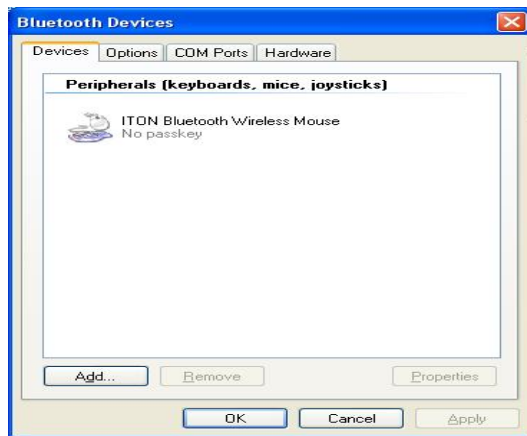 Bluetooth Devices
Devices Options COM Ports Hardware
Peripherals (keyboards, mice, joysticks)
ITON Bluetooth Wireless Mouse
No passkey
Add... Remove Properties
OK Cancel Apply